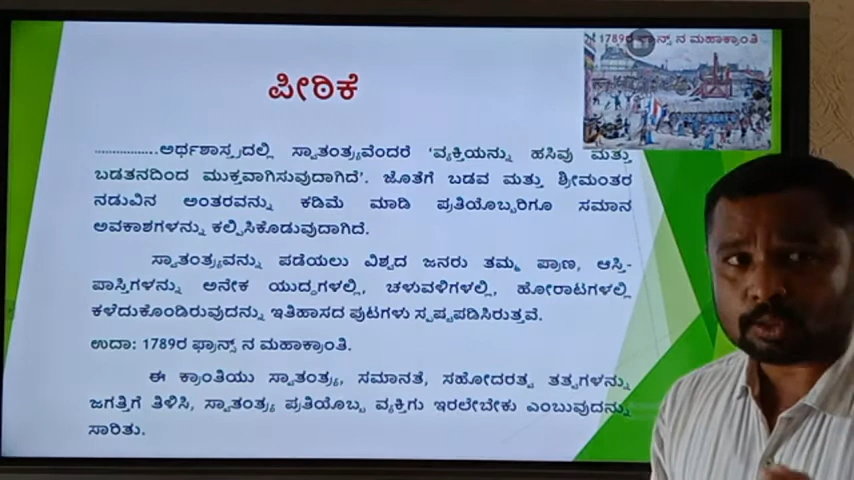 1789ರ ಫ್ರಾನ್ಸ್ ನ ಮಹಾಕ್ರಾಂತಿ
ಪೀಠಿಕೆ
................ಅರ್ಥಶಾಸ್ತ್ರದಲ್ಲಿ ಸ್ವಾತಂತ್ರ್ಯವೆಂದರೆ ‘ವ್ಯಕ್ತಿಯನ್ನು ಹಸಿವು ಮತ್ತು
ಬಡತನದಿಂದ ಮುಕ್ತವಾಗಿಸುವುದಾಗಿದೆ’. ಜೊತೆಗೆ ಬಡವ ಮತ್ತು ಶ್ರೀಮಂತರ
ನಡುವಿನ ಅಂತರವನ್ನು ಕಡಿಮೆ ಮಾಡಿ ಪ್ರತಿಯೊಬ್ಬರಿಗೂ ಸಮಾನ
ಅವಕಾಶಗಳನ್ನು ಕಲ್ಪಿಸಿಕೊಡುವುದಾಗಿದೆ.
ಸ್ವಾತಂತ್ರ್ಯವನ್ನು ಪಡೆಯಲು ವಿಶ್ವದ ಜನರು ತಮ್ಮ ಪ್ರಾಣ, ಆಸ್ತಿ-
ಪಾಸ್ತಿಗಳನ್ನು ಅನೇಕ ಯುದ್ಧಗಳಲ್ಲಿ, ಚಳುವಳಿಗಳಲ್ಲಿ, ಹೋರಾಟಗಳಲ್ಲಿ
ಕಳೆದುಕೊಂಡಿರುವುದನ್ನು ಇತಿಹಾಸದ ಪುಟಗಳು ಸ್ಪಷ್ಟಪಡಿಸಿರುತ್ತವೆ.
ಉದಾ: 1789ರ ಫ್ರಾನ್ಸ್ ನ ಮಹಾಕ್ರಾಂತಿ.
ಈ ಕ್ರಾಂತಿಯು ಸ್ವಾತಂತ್ರ್ಯ, ಸಮಾನತೆ, ಸಹೋದರತ್ವ ತತ್ವಗಳನ್ನು
ಜಗತ್ತಿಗೆ ತಿಳಿಸಿ, ಸ್ವಾತಂತ್ರ್ಯ ಪ್ರತಿಯೊಬ್ಬ ವ್ಯಕ್ತಿಗು ಇರಲೇಬೇಕು ಎಂಬುವುದನ್ನು
ಸಾರಿತು.